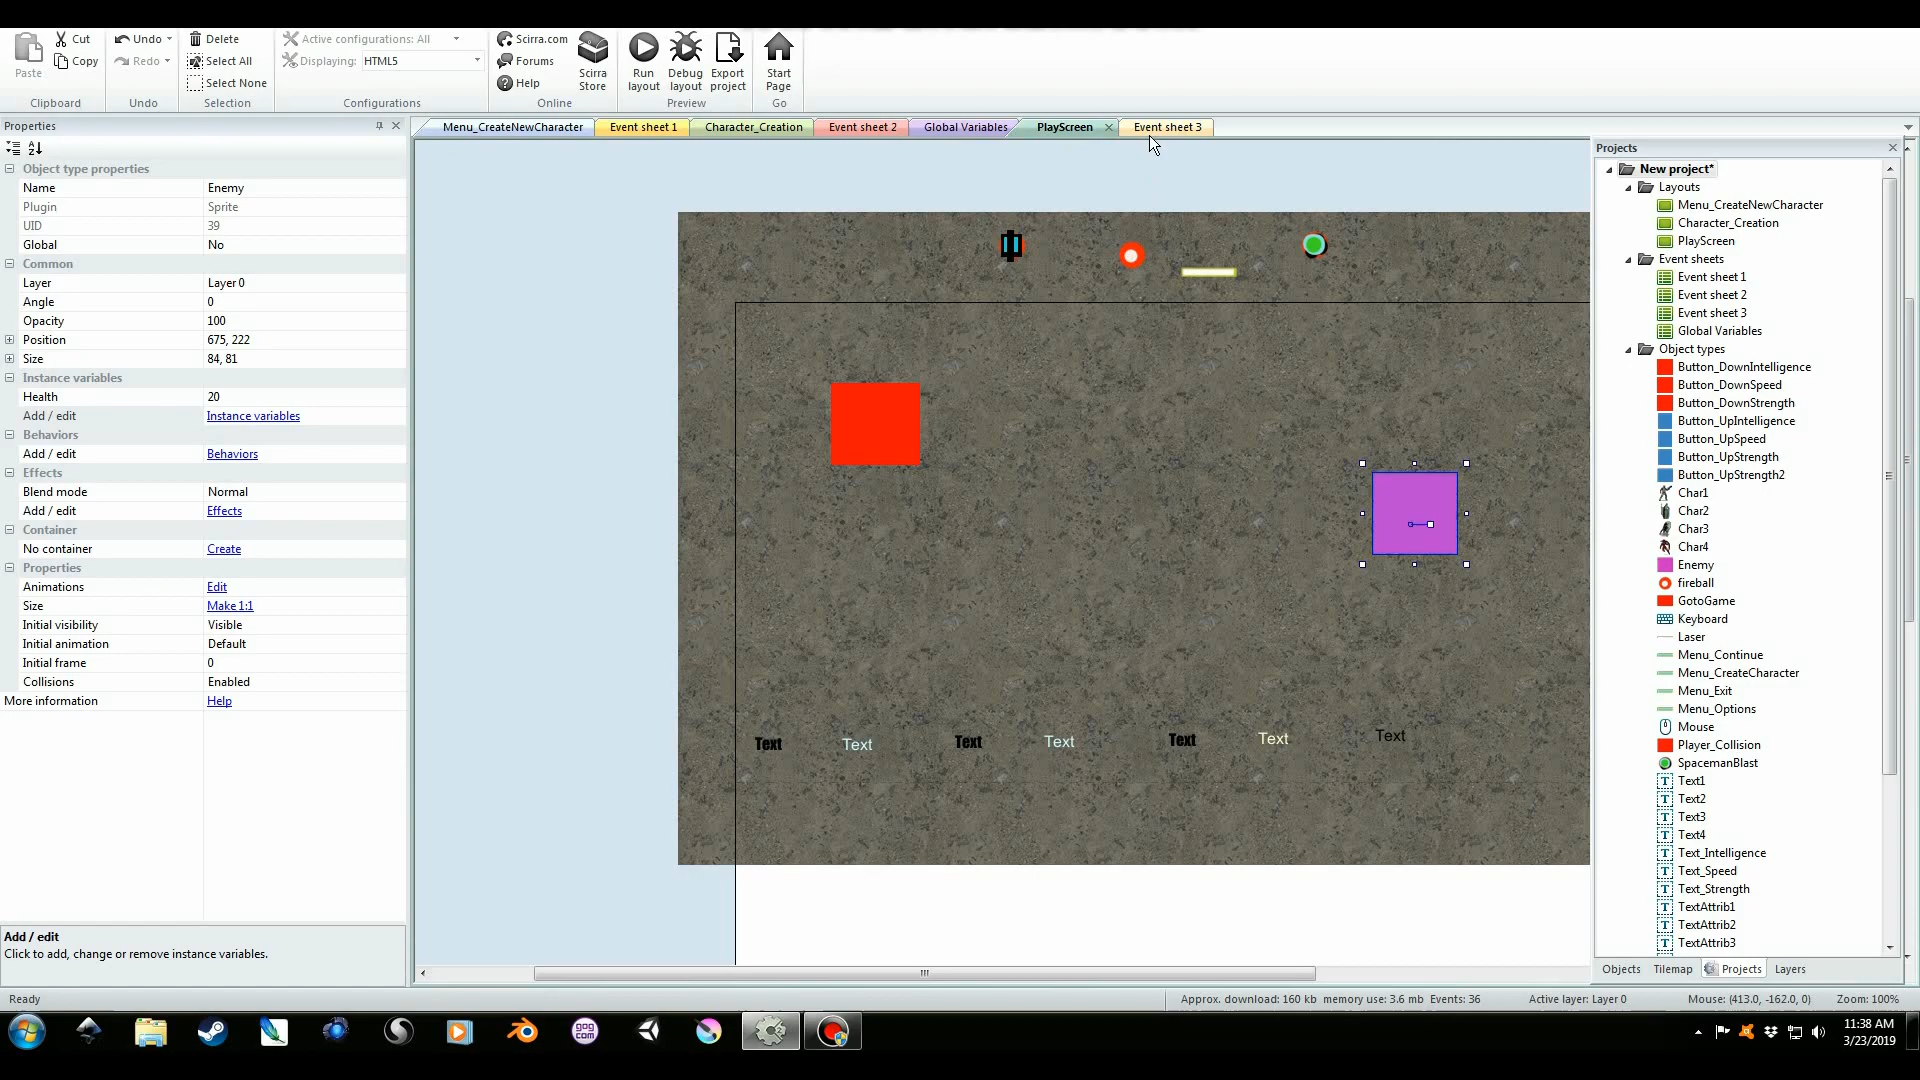 Cut
Undo
Delete
Active configurations: All
Scirra.com
Copy
Redo
Select All
Displaying: HTML5
Forums
Paste
Select None
Help
Scirra Store
Run layout
Debug layout
Export project
Start Page
Clipboard
Undo
Selection
Configurations
Online
Preview
Go
Properties
Menu_CreateNewCharacter
Event sheet 1
Character_Creation
Event sheet 2
Global Variables
PlayScreen
Event sheet 3
Object type properties
Name Enemy
Plugin Sprite
UID 39
Global No
Common
Layer Layer 0
Angle 0
Opacity 100
Position 675, 222
Size 84, 81
Instance variables
Health 20
Add / edit Instance variables
Behaviors
Add / edit Behaviors
Effects
Blend mode Normal
Add / edit Effects
Container
No container Create
Properties
Animations Edit
Size Make 1:1
Initial visibility Visible
Initial animation Default
Initial frame 0
Collisions Enabled
More information Help
Add / edit
Click to add, change or remove instance variables.
Text Text Text Text Text Text Text
Projects
New project*
Layouts
Menu_CreateNewCharacter
Character_Creation
PlayScreen
Event sheets
Event sheet 1
Event sheet 2
Event sheet 3
Global Variables
Object types
Button_DownIntelligence
Button_DownSpeed
Button_DownStrength
Button_UpIntelligence
Button_UpSpeed
Button_UpStrength
Button_UpStrength2
Char1
Char2
Char3
Char4
Enemy
fireball
GotoGame
Keyboard
Laser
Menu_Continue
Menu_CreateCharacter
Menu_Exit
Menu_Options
Mouse
Player_Collision
SpacemanBlast
Text1
Text2
Text3
Text4
Text_Intelligence
Text_Speed
Text_Strength
TextAttrib1
TextAttrib2
TextAttrib3
Objects Tilemap Projects Layers
Ready
Approx. download: 160 kb memory use: 3.6 mb Events: 36
Active layer: Layer 0
Mouse: (413.0, -162.0, 0)
Zoom: 100%
GOG COM
11:38 AM
3/23/2019